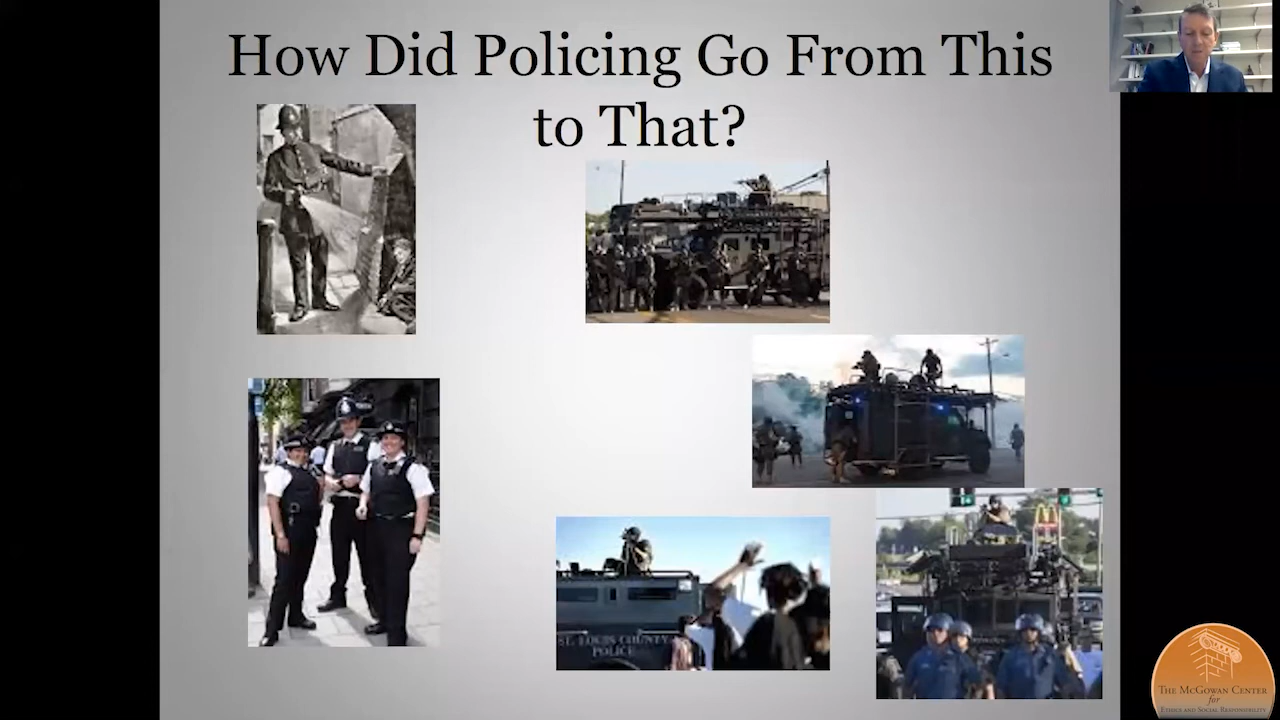 How Did Policing Go From This
to That?
ST. LOUIS COUNTY
POLICE
THE MCGOWAN CENTER
for
ETHICS AND SOCIAL RESPONSIBILITY